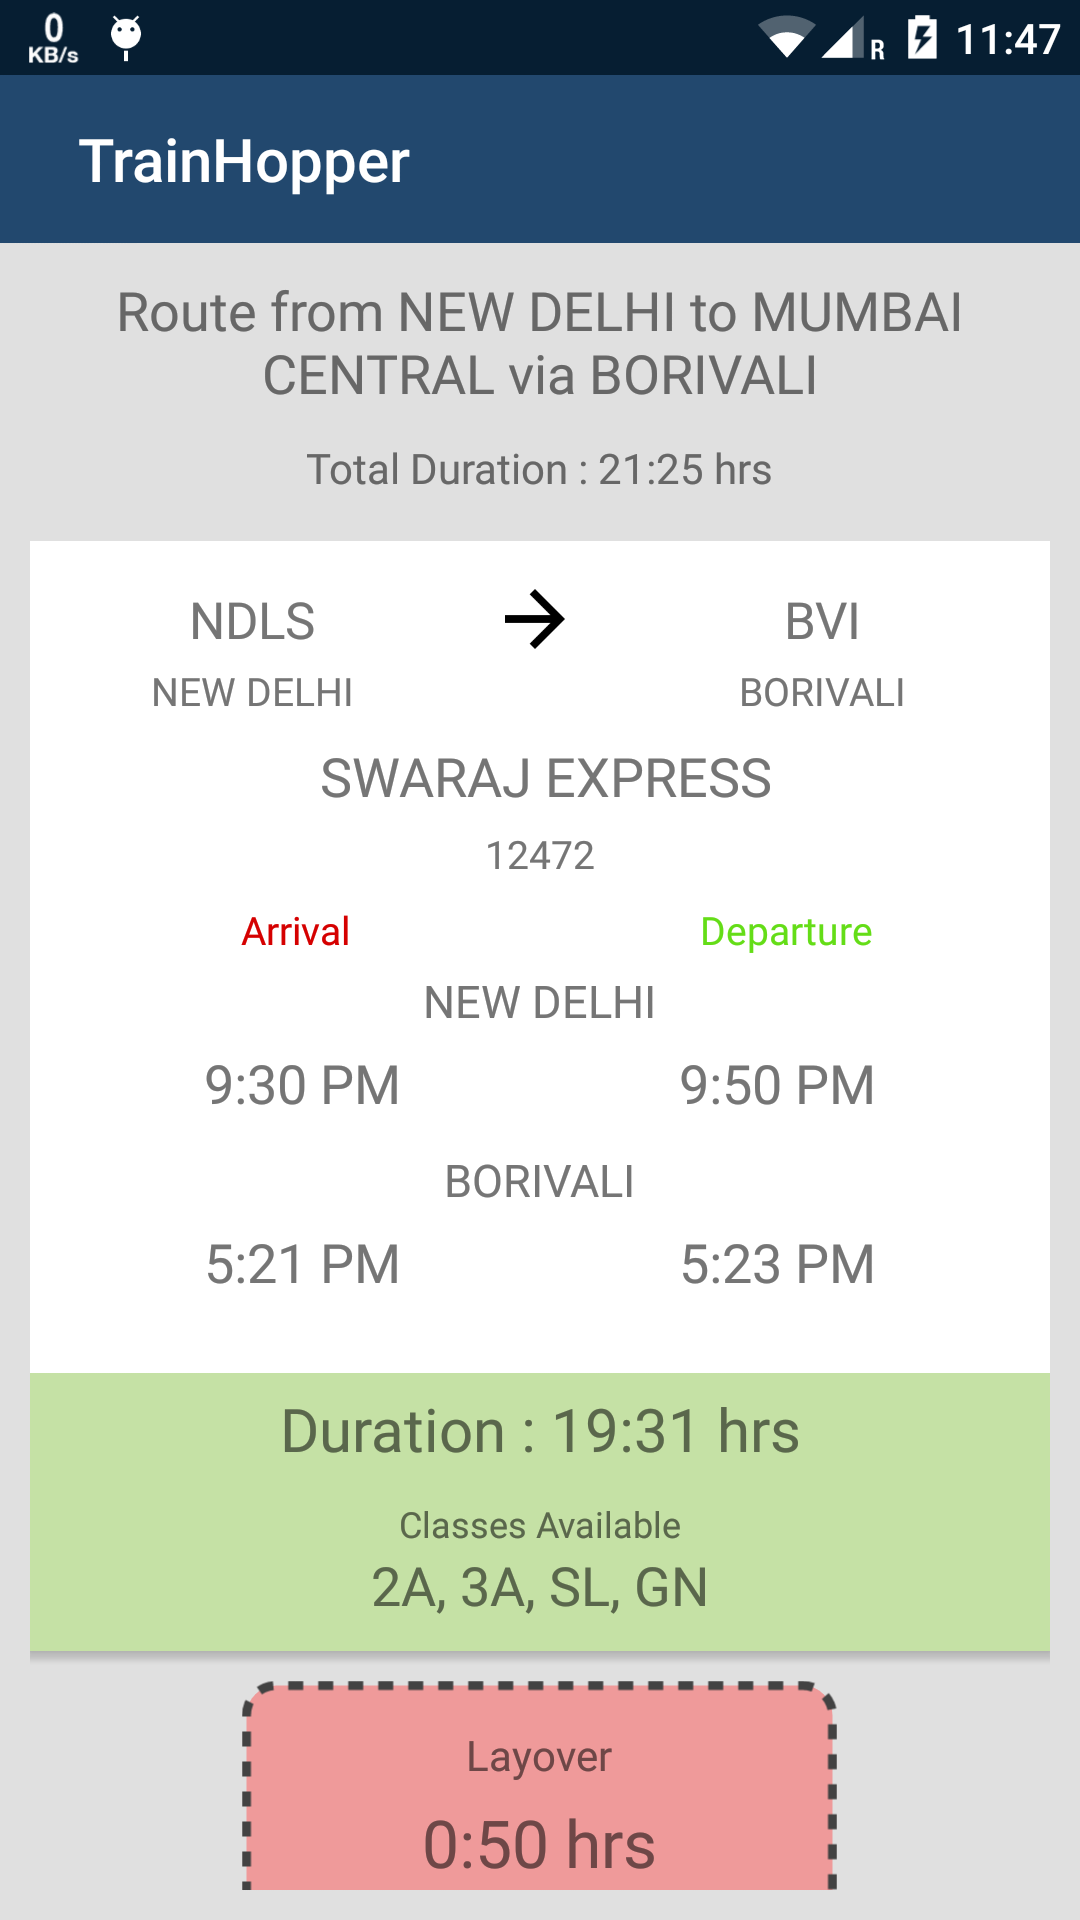 0
KB/s
R
11:47
TrainHopper
Route from NEW DELHI to MUMBAI
CENTRAL via BORIVALI
Total Duration : 21:25 hrs
NDLS BVI
NEW DELHI BORIVALI
SWARAJ EXPRESS
12472
Arrival Departure
NEW DELHI
9:30 PM 9:50 PM
BORIVALI
5:21 PM 5:23 PM
Duration : 19:31 hrs
Classes Available
2A, 3A, SL, GN
Layover
0:50 hrs